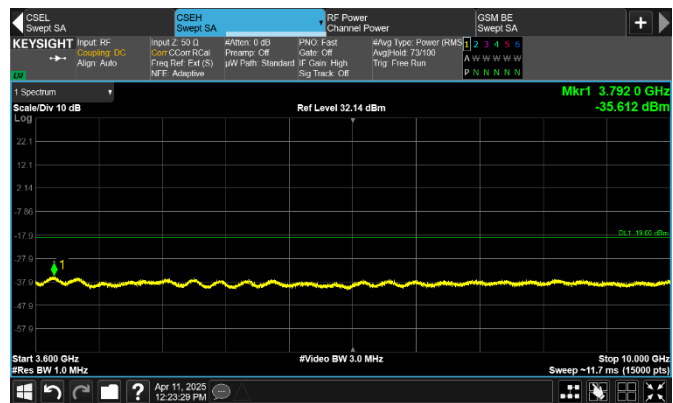 CSEL
Swept SA
CSEH
Swept SA
RF Power
Channel Power
GSM BE
Swept SA
KEYSIGHT
Input: RF
Coupling: DC
Align: Auto
Input Z: 50 Ω
Corr CCorr RCal
Freq Ref: Ext (S)
NFE: Adaptive
#Atten: 0 dB
Preamp: Off
µW Path: Standard
PNO: Fast
Gate: Off
IF Gain: High
Sig Track: Off
#Avg Type: Power (RMS)
Avg|Hold: 73/100
Trig: Free Run
1 2 3 4 5 6
A W W W W W
P N N N N N
LXI
1 Spectrum
Scale/Div 10 dB
Log
Ref Level 32.14 dBm
Mkr1 3.792 0 GHz
-35.612 dBm
22.1
12.1
2.14
-7.86
-17.9
DL1 -19.00 dBm
-27.9
1
-37.9
-47.9
-57.9
Start 3.600 GHz
#Res BW 1.0 MHz
#Video BW 3.0 MHz
Stop 10.000 GHz
Sweep ~11.7 ms (15000 pts)
?
Apr 11, 2025
12:23:29 PM